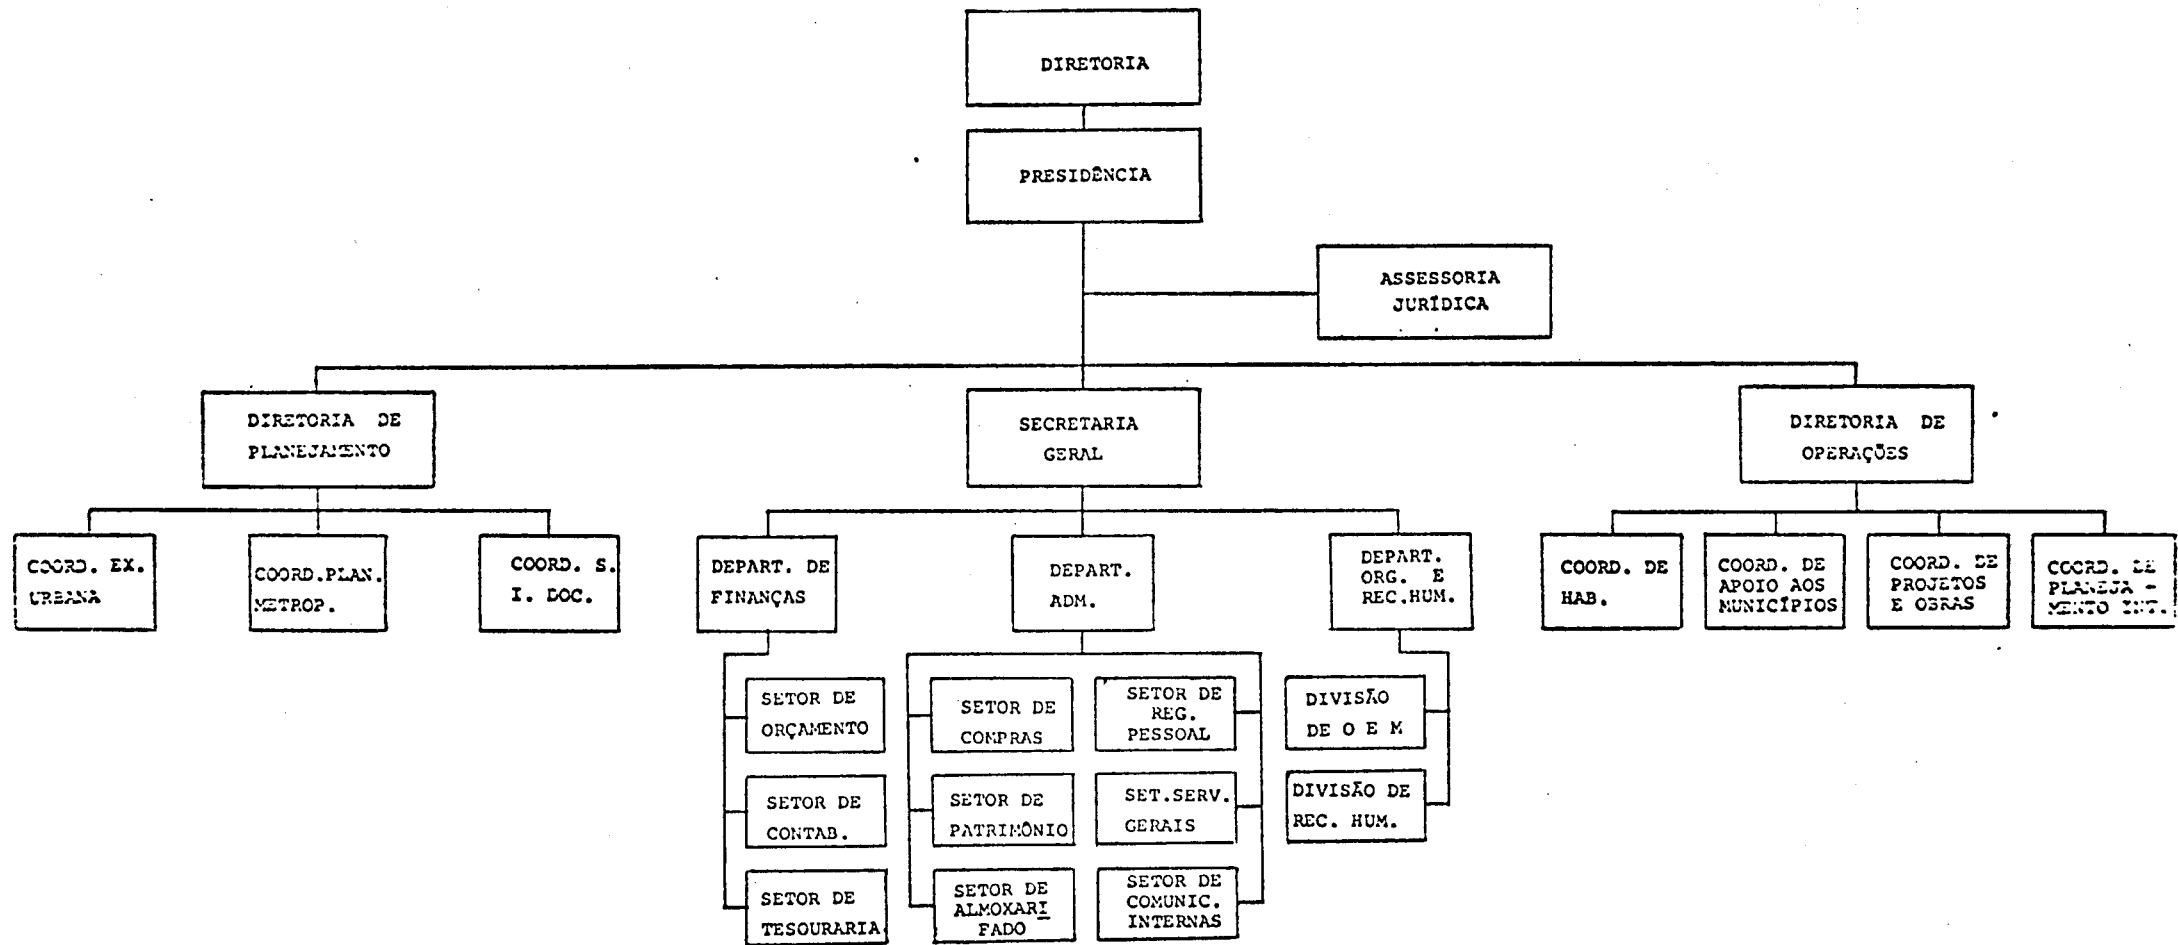 DIRETORIA
PRESIDÊNCIA
ASSESSORIA
JURÍDICA
DIRETORIA DE
PLANEJAMENTO
SECRETARIA
GERAL
DIRETORIA DE
OPERAÇÕES
COORD. EX.
URBANA
COORD.PLAN.
METROP.
COORD. S.
I. DOC.
DEPART. DE
FINANÇAS
DEPART.
ADM.
DEPART.
ORG. E
REC.HUM.
COORD. DE
HAB.
COORD. DE
APOIO AOS
MUNICÍPIOS
COORD. DE
PROJETOS
E OBRAS
COORD. DE
PLANEJA -
MENTO INT.
SETOR DE
ORÇAMENTO
SETOR DE
CONTAB.
SETOR DE
TESOURARIA
SETOR DE
COMPRAS
SETOR DE
PATRIMÔNIO
SETOR DE
ALMOXARI
FADO
SETOR DE
REG.
PESSOAL
SET.SERV.
GERAIS
SETOR DE
COMUNIC.
INTERNAS
DIVISÃO
DE O E M
DIVISÃO DE
REC. HUM.